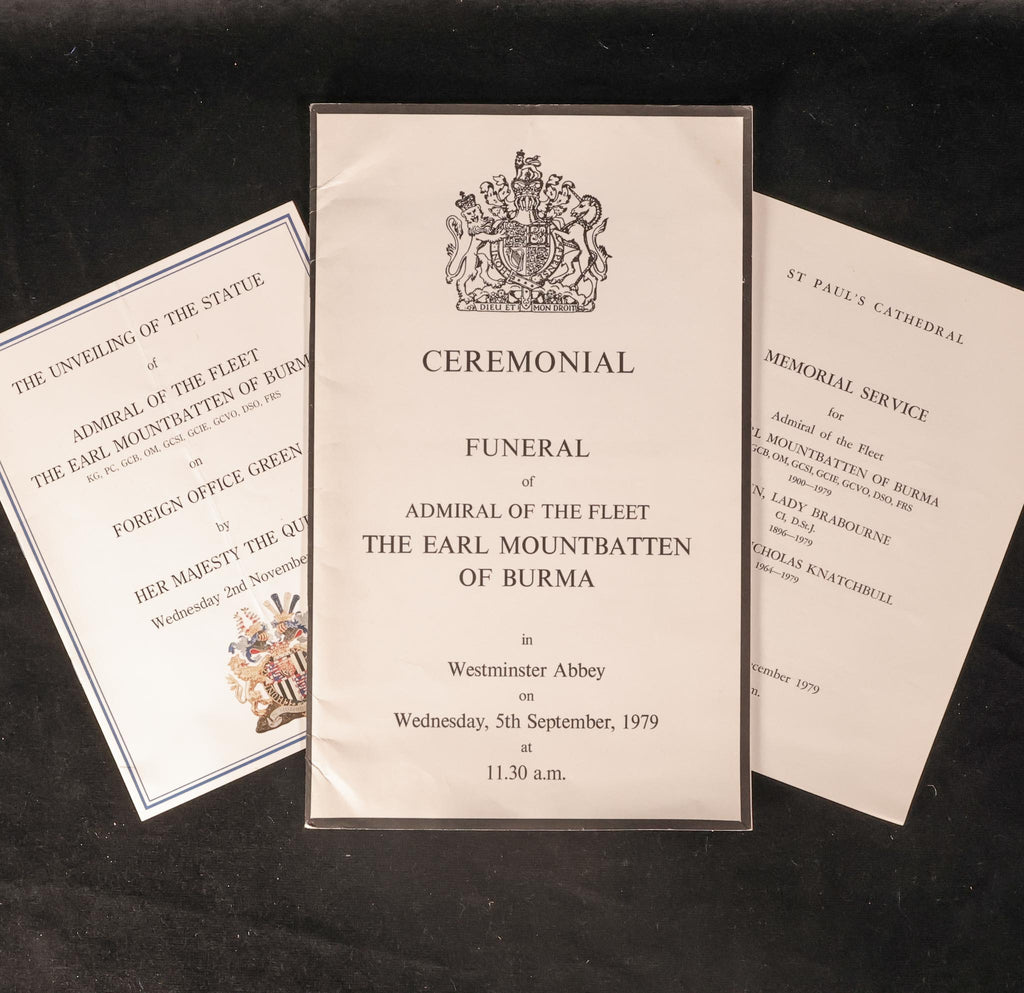 THE UNVEILING OF THE STATUE
of
ADMIRAL OF THE FLEET
THE EARL MOUNTBATTEN OF BURM
KG, PC, GCB, OM, GCSI, GCIE, GCVO, DSO, FRS
on
FOREIGN OFFICE GREEN
by
HER MAJESTY THE QU
Wednesday 2nd November
DIEU ET MON DROIT
CEREMONIAL
FUNERAL
of
ADMIRAL OF THE FLEET
THE EARL MOUNTBATTEN
OF BURMA
in
Westminster Abbey
on
Wednesday, 5th September, 1979
at
11.30 a.m.
ST PAUL'S CATHEDRAL
MEMORIAL SERVICE
for
Admiral of the Fleet
L MOUNTBATTEN OF BURMA
GCB, OM, GCSI, GCIE, GCVO, DSO, FRS
1900—1979
N, LADY BRABOURNE
CI, D.St.J.
1896—1979
CHOLAS KNATCHBULL
1964—1979
cember 1979
m.